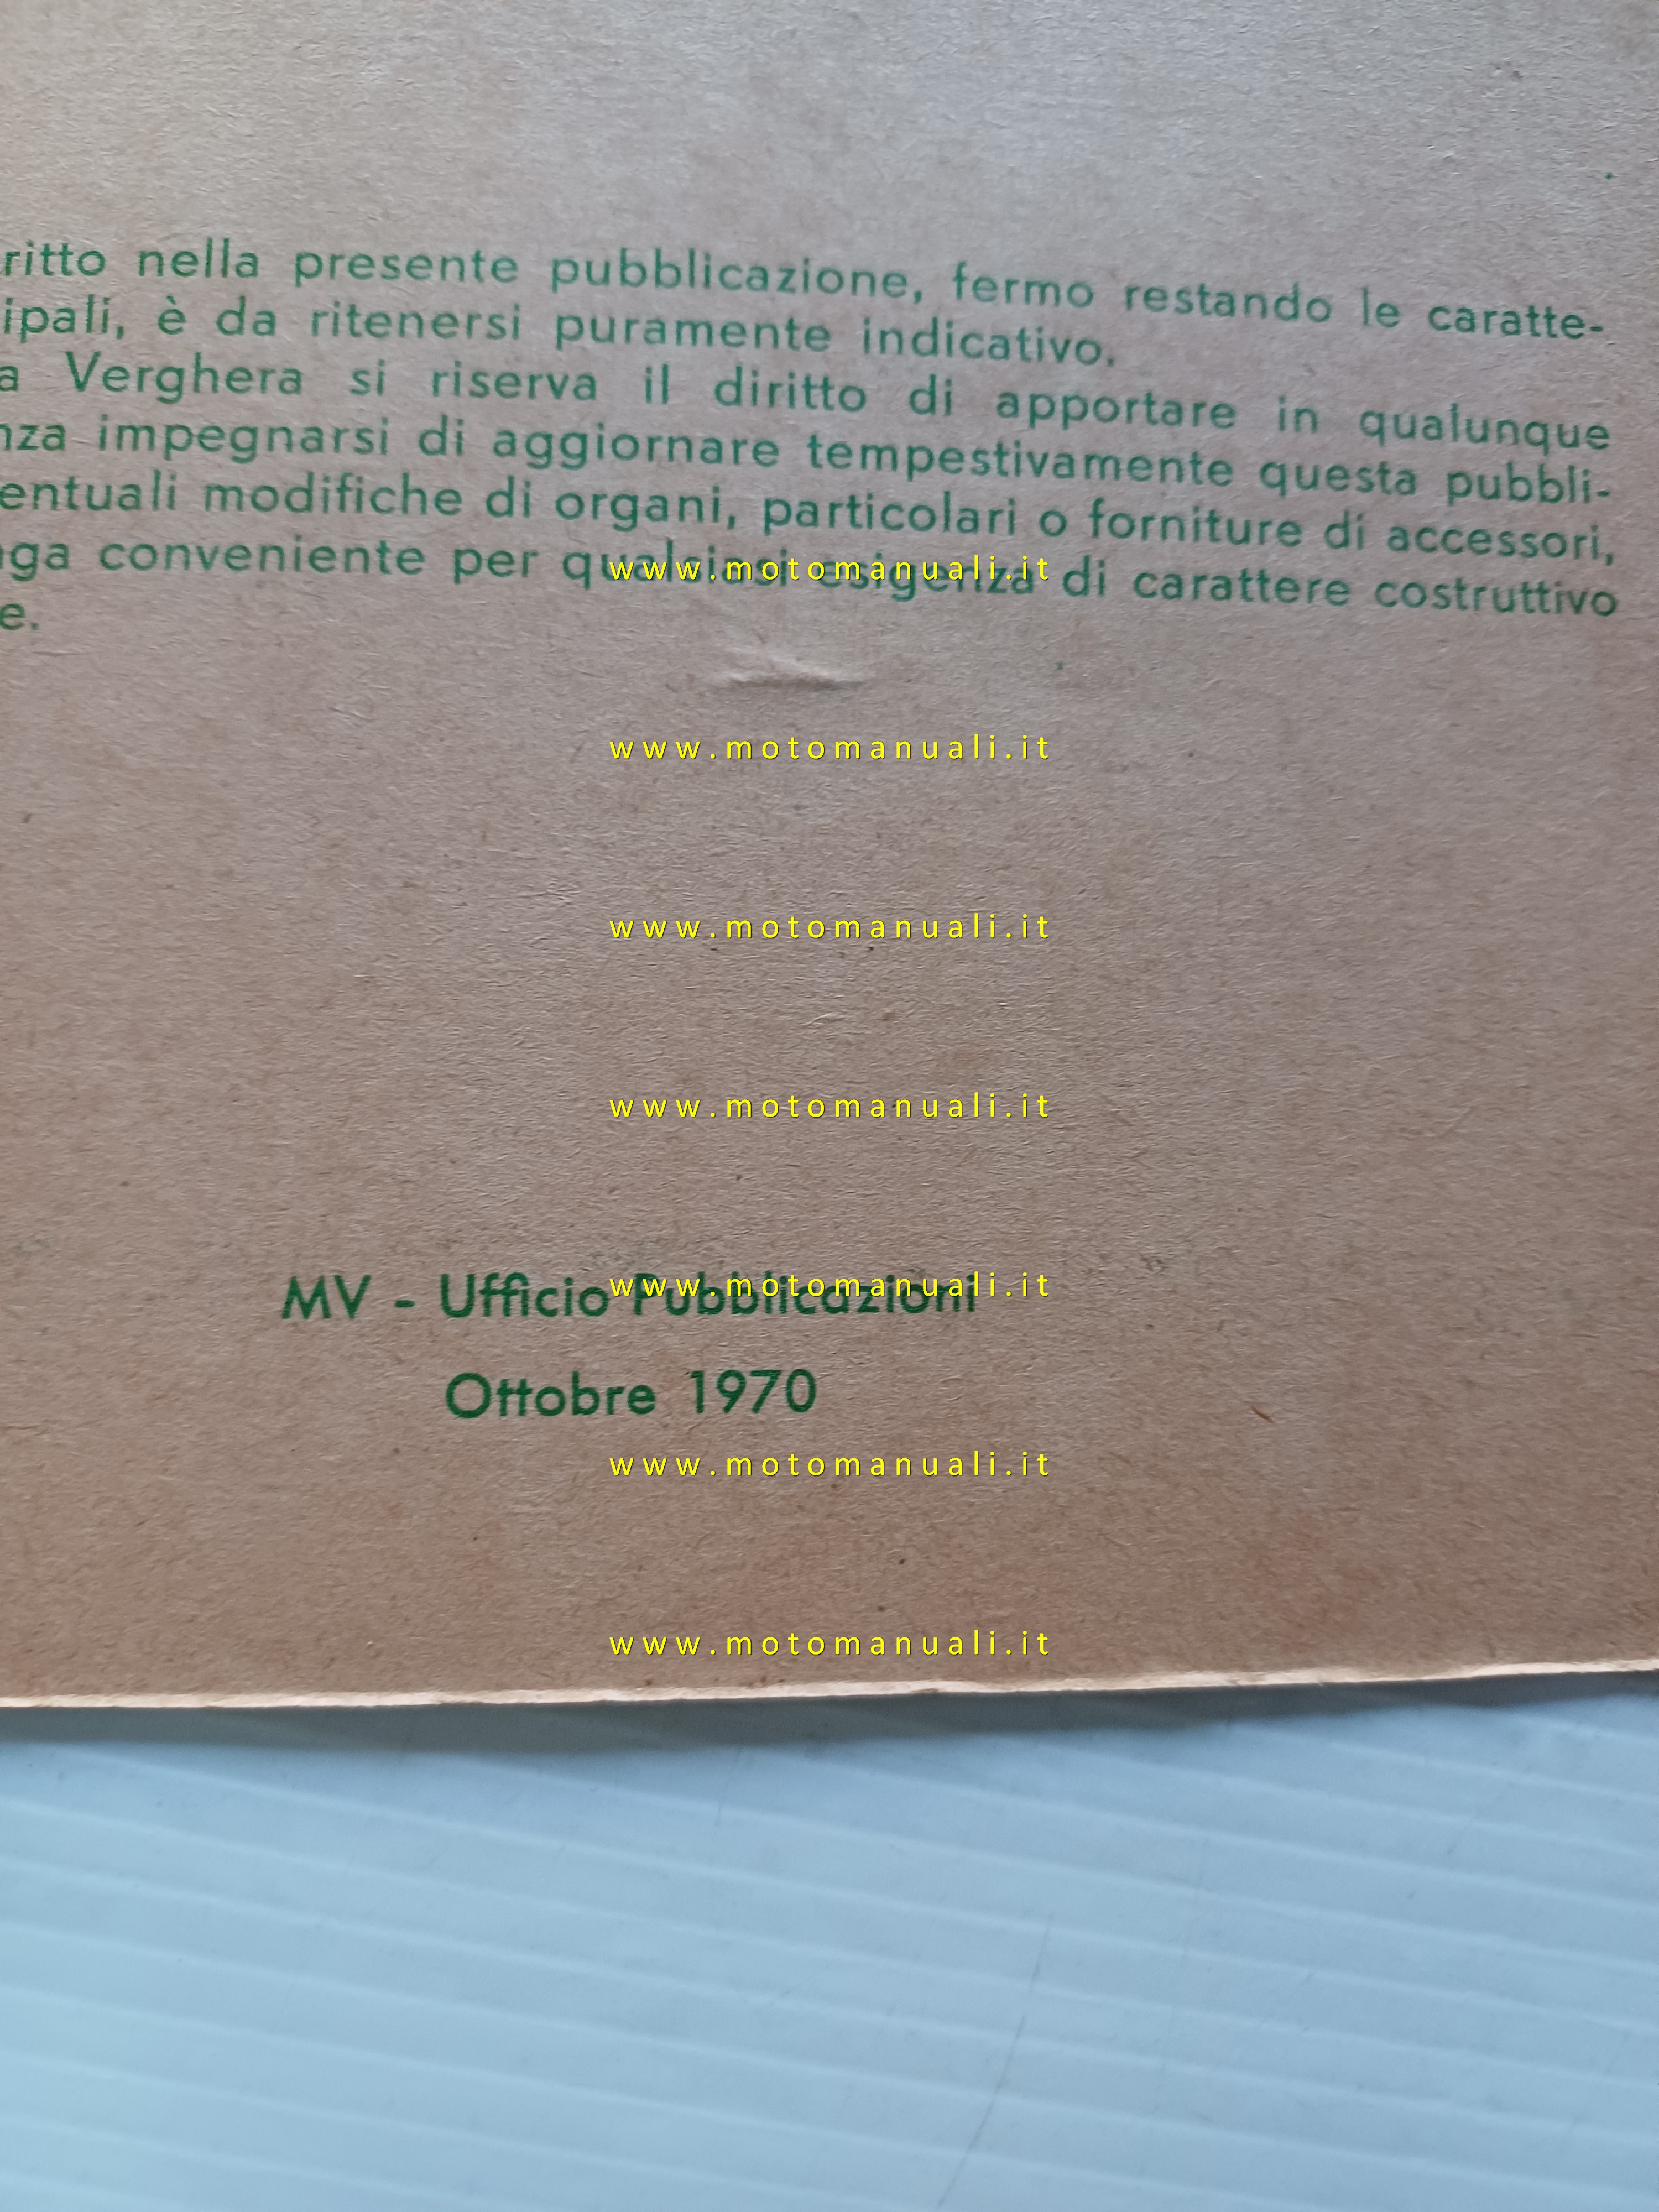 ritto nella presente pubblicazione, fermo restando le caratte-
ipali, è da ritenersi puramente indicativo.
a Verghera si riserva il diritto di apportare in qualunque
nza impegnarsi di aggiornare tempestivamente questa pubbli-
entuali modifiche di organi, particolari o forniture di accessori,
ga conveniente per qualsiasi esigenza di carattere costruttivo
www.motomanuali.it
e.
www.motomanuali.it
www.motomanuali.it
www.motomanuali.it
MV - Ufficio Pubblicazioni
www.motomanuali.it
Ottobre 1970
www.motomanuali.it
www.motomanuali.it